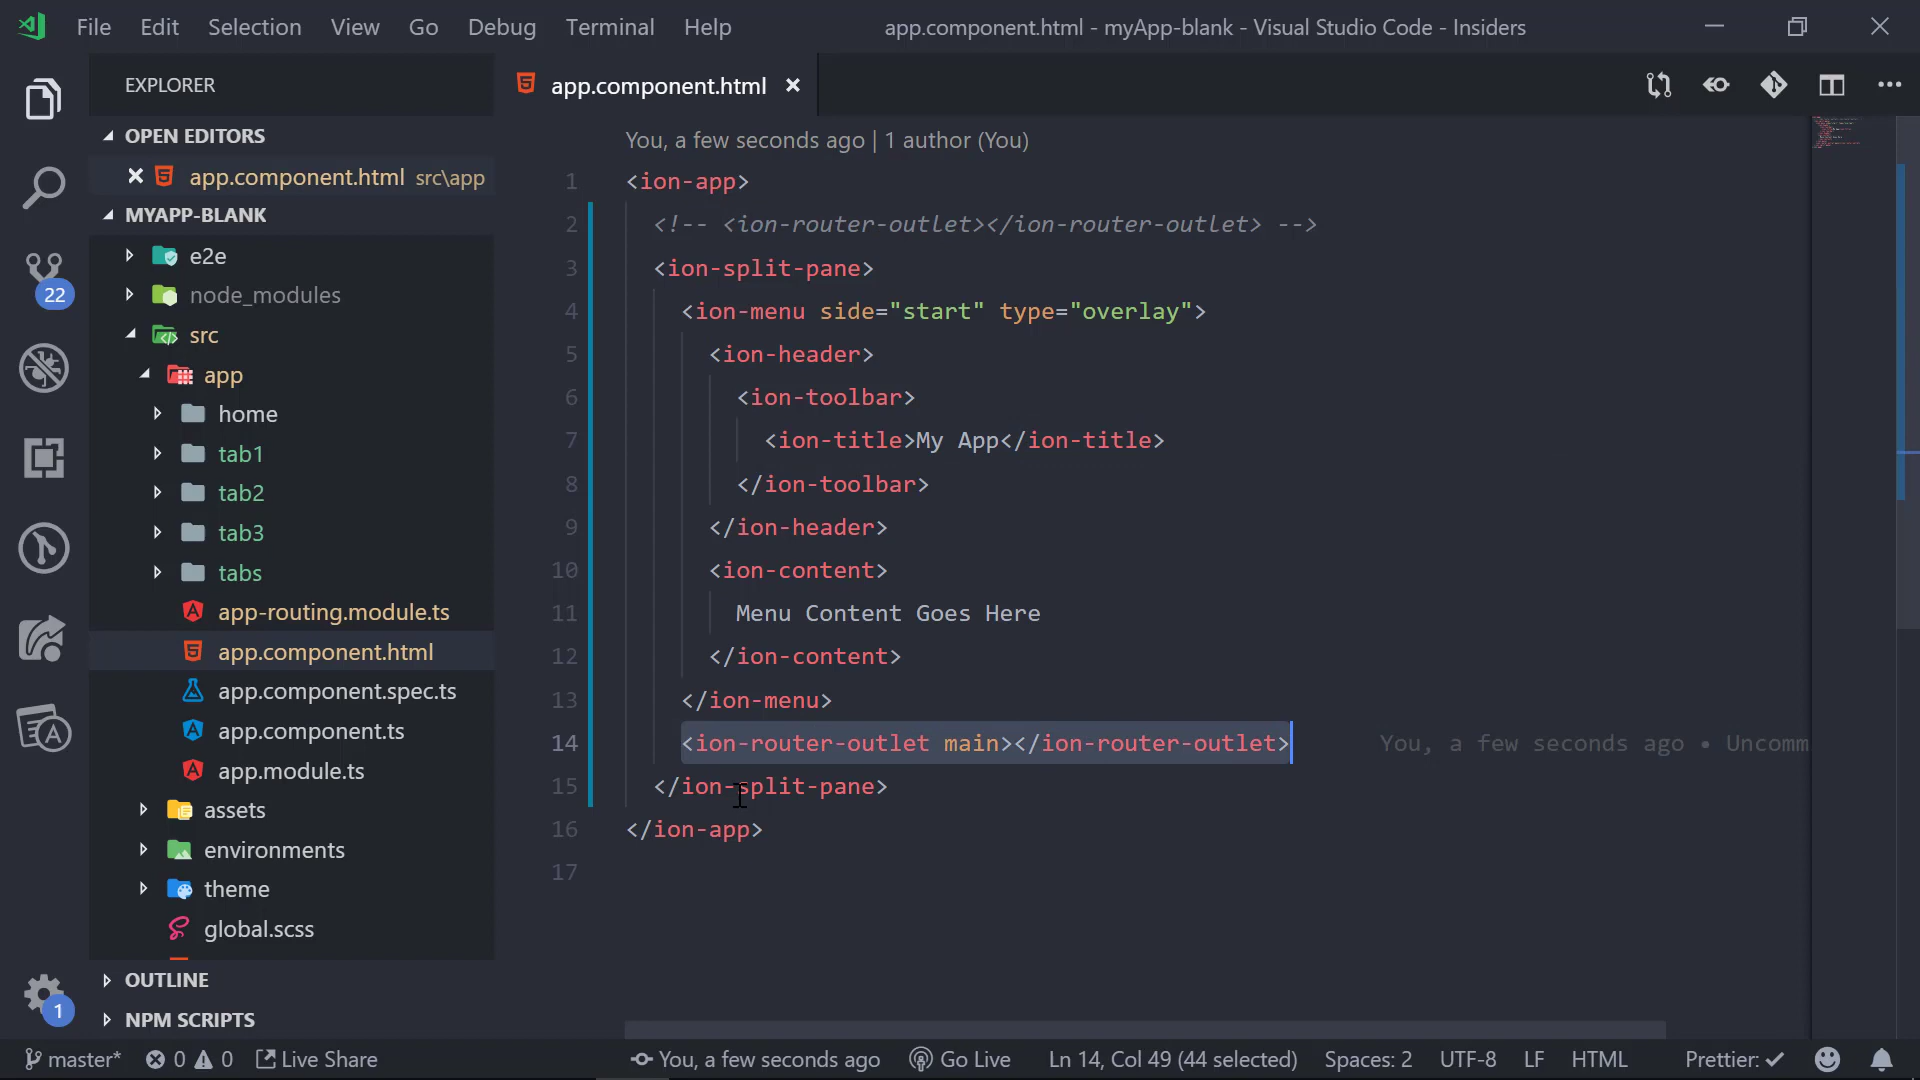 File Edit Selection View Go Debug Terminal Help app.component.html - myApp-blank - Visual Studio Code - Insiders
EXPLORER
OPEN EDITORS
app.component.html src\app
MYAPP-BLANK
e2e
node_modules
src
app
home
tab1
tab2
tab3
tabs
app-routing.module.ts
app.component.html
app.component.spec.ts
app.component.ts
app.module.ts
assets
environments
theme
global.scss
OUTLINE
NPM SCRIPTS
22
1
app.component.html
You, a few seconds ago | 1 author (You)
1 <ion-app>
2 <!-- <ion-router-outlet></ion-router-outlet> -->
3 <ion-split-pane>
4 <ion-menu side="start" type="overlay">
5 <ion-header>
6 <ion-toolbar>
7 <ion-title>My App</ion-title>
8 </ion-toolbar>
9 </ion-header>
10 <ion-content>
11 Menu Content Goes Here
12 </ion-content>
13 </ion-menu>
14 <ion-router-outlet main></ion-router-outlet> You, a few seconds ago • Uncomm
15 </ion-split-pane>
16 </ion-app>
17
master* 0 0 Live Share You, a few seconds ago Go Live Ln 14, Col 49 (44 selected) Spaces: 2 UTF-8 LF HTML Prettier: ✓